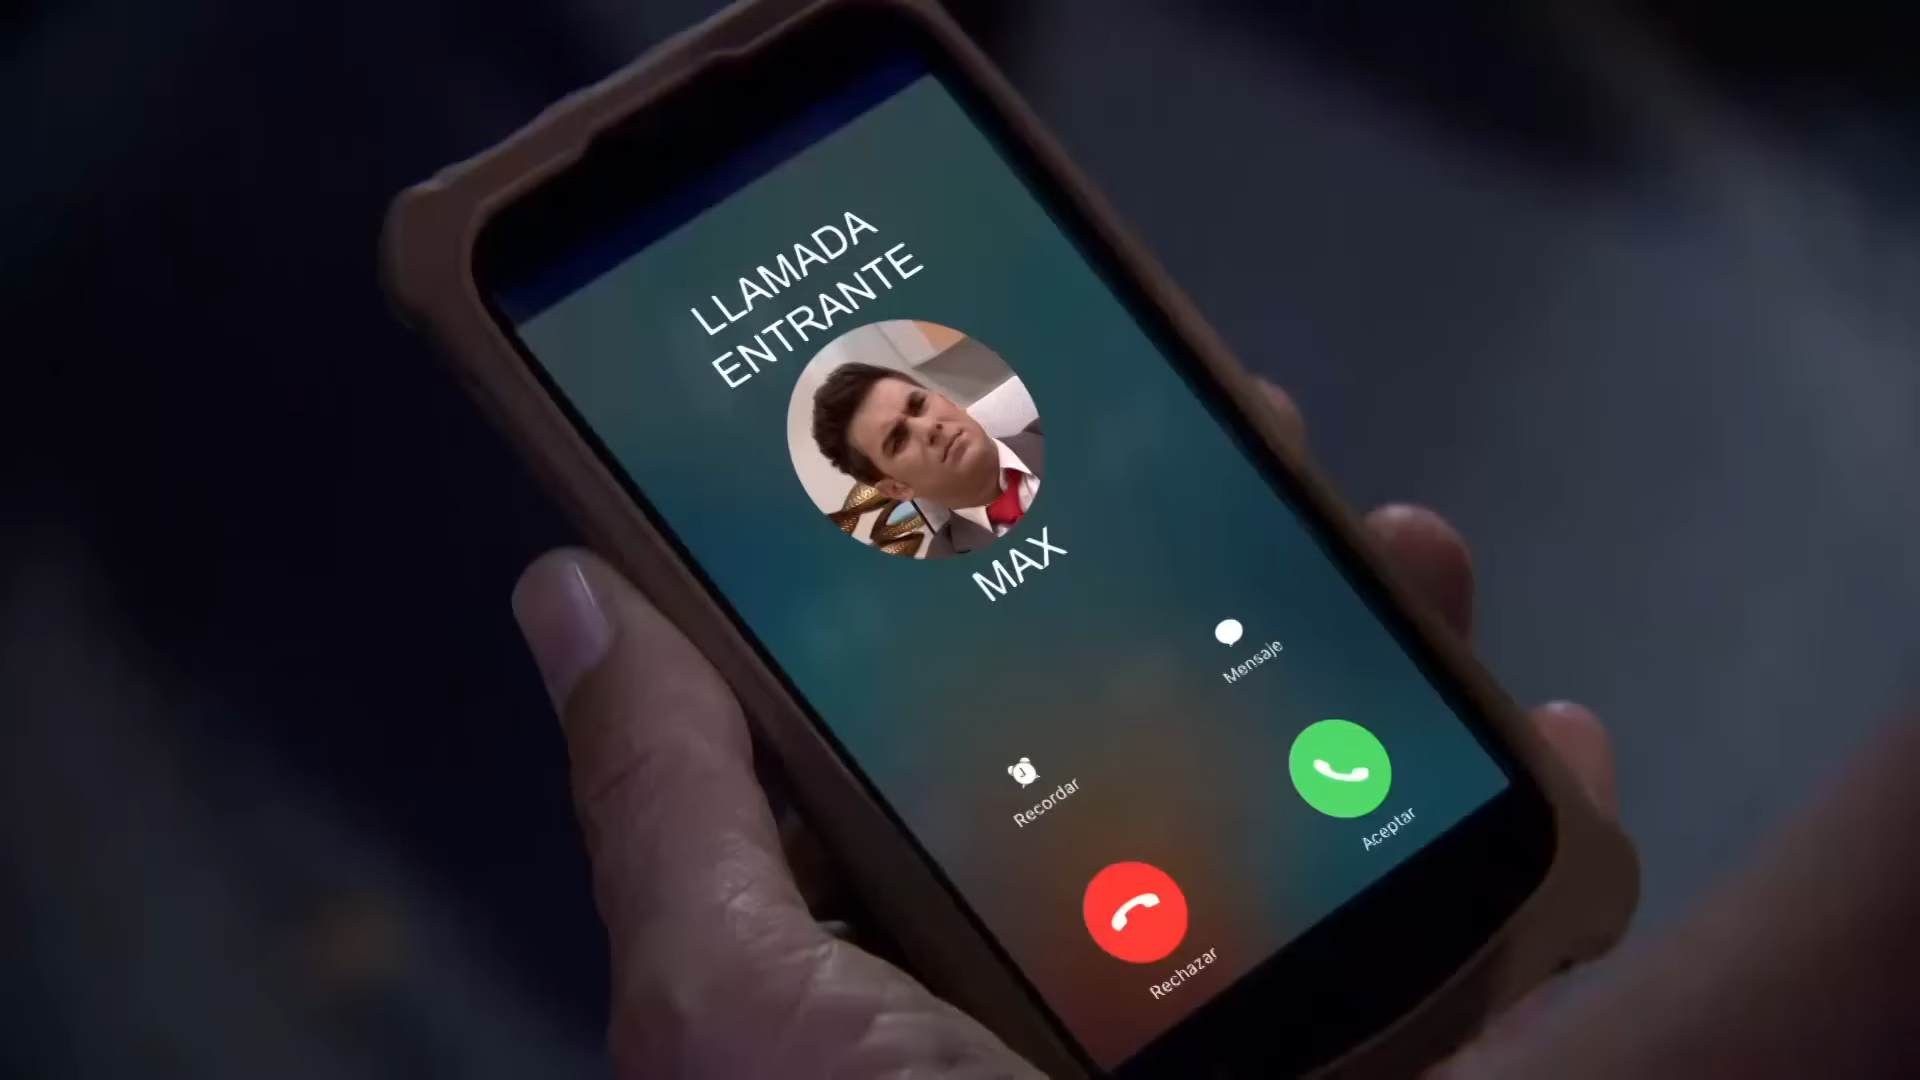 LLAMADA
ENTRANTE
MAX
Mensaje
Recordar
Aceptar
Rechazar